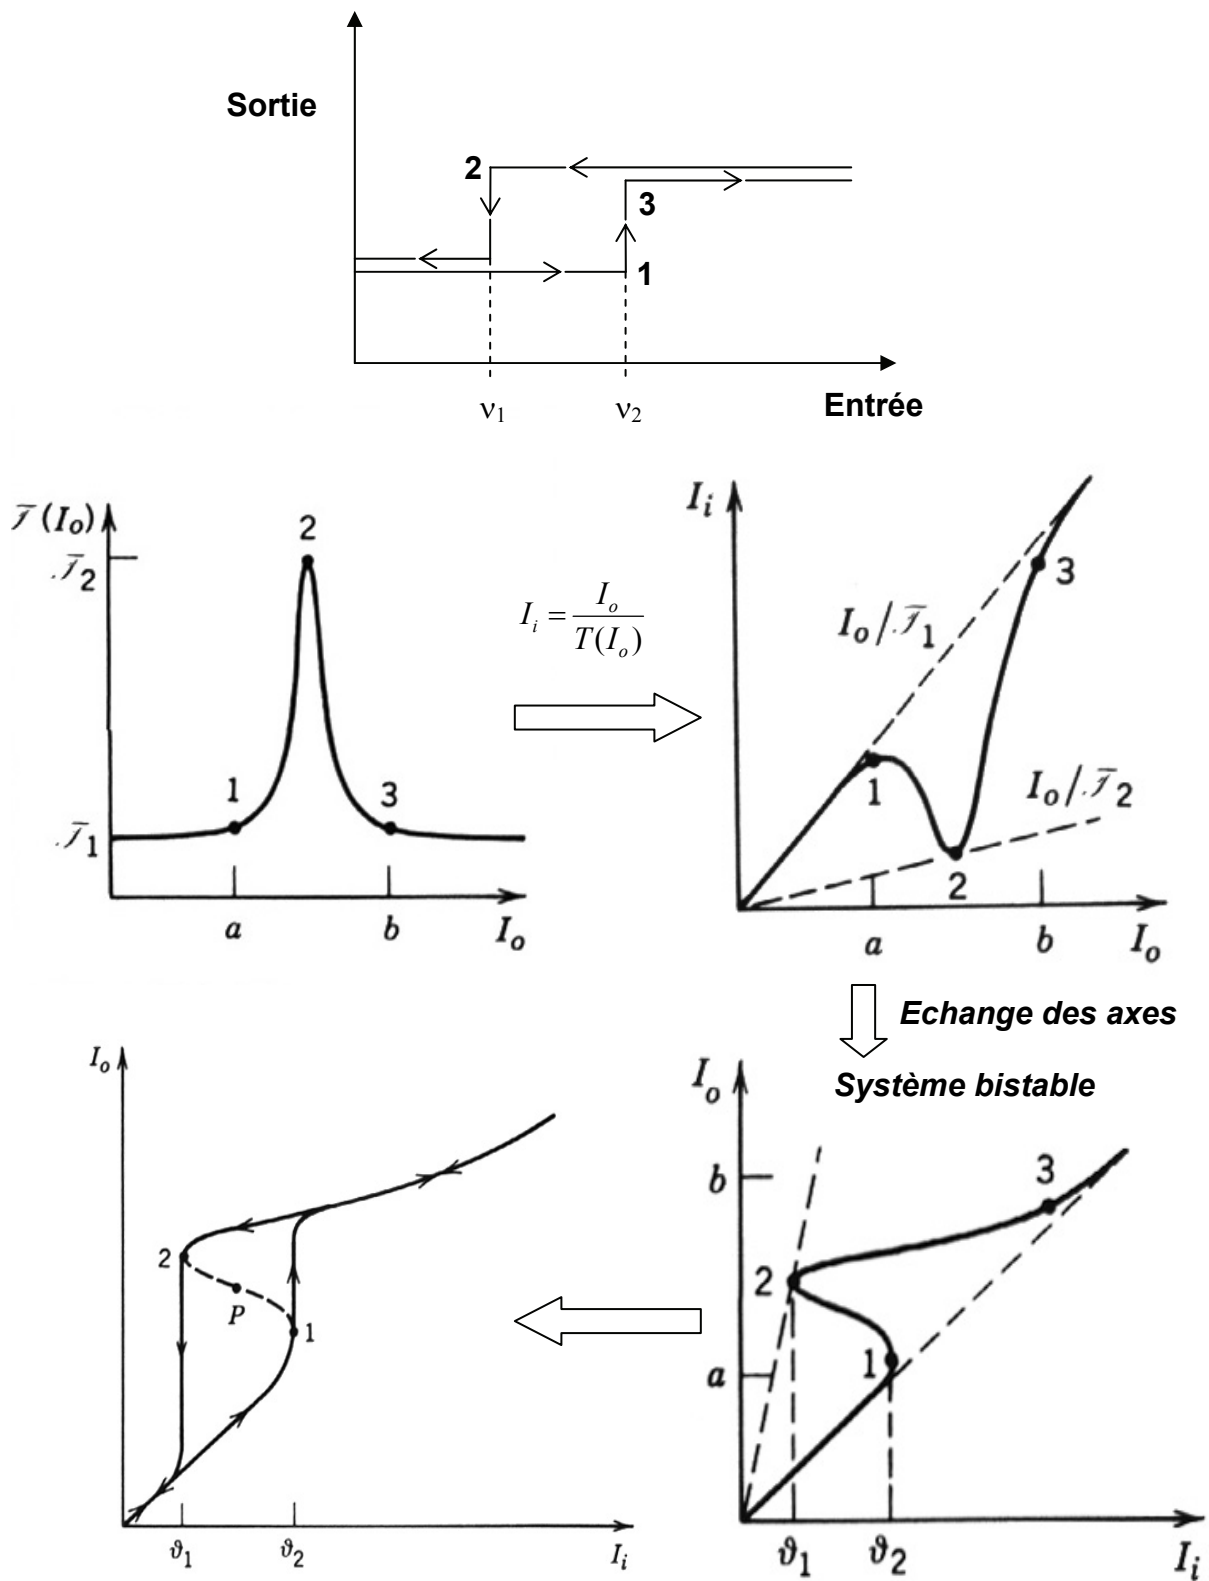 Sortie
2
3
1
ν1
ν2
Entrée
𝒯(Io)
𝒯2
2
1
3
𝒯1
a
b
Io
Ii = Io / T(Io)
Ii
3
Io/𝒯1
1
Io/𝒯2
2
a
b
Io
Echange des axes
Système bistable
Io
2
P
1
ϑ1
ϑ2
Ii
Io
b
3
2
1
a
ϑ1
ϑ2
Ii